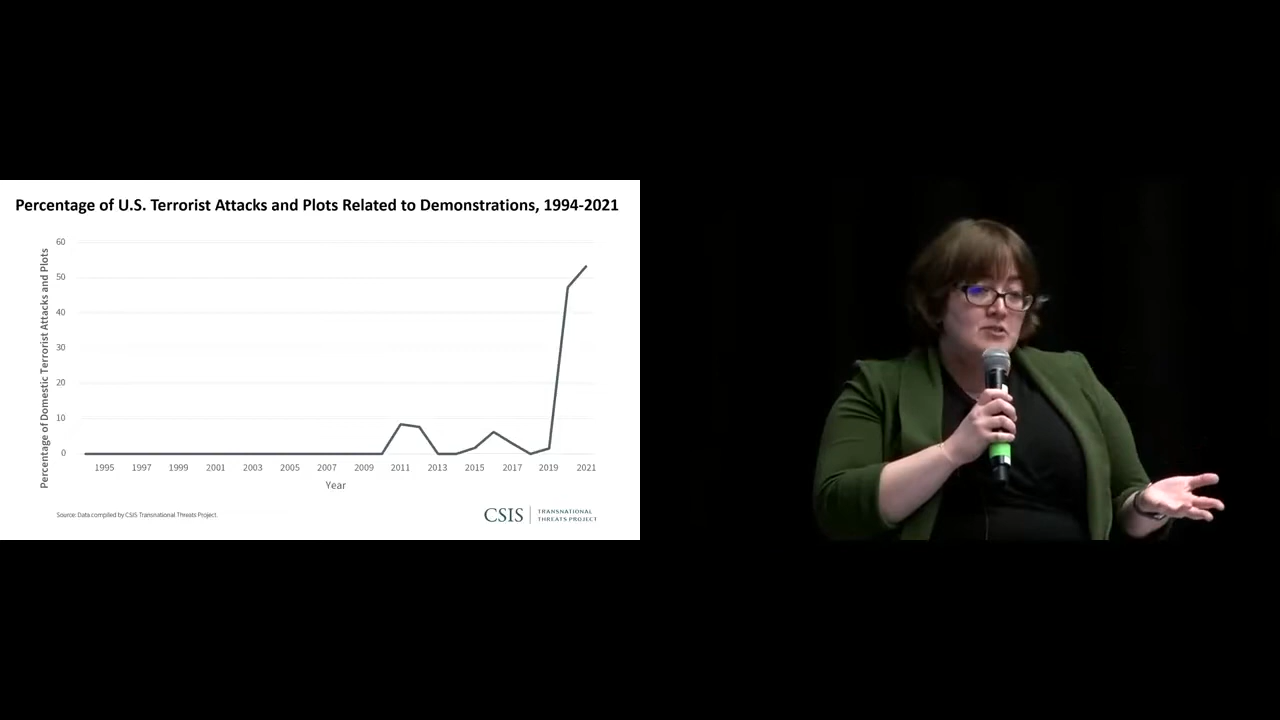 Percentage of U.S. Terrorist Attacks and Plots Related to Demonstrations, 1994-2021
Percentage of Domestic Terrorist Attacks and Plots
60
50
40
30
20
10
0
1995 1997 1999 2001 2003 2005 2007 2009 2011 2013 2015 2017 2019 2021
Year
Source: Data compiled by CSIS Transnational Threats Project.
CSIS
TRANSNATIONAL
THREATS PROJECT